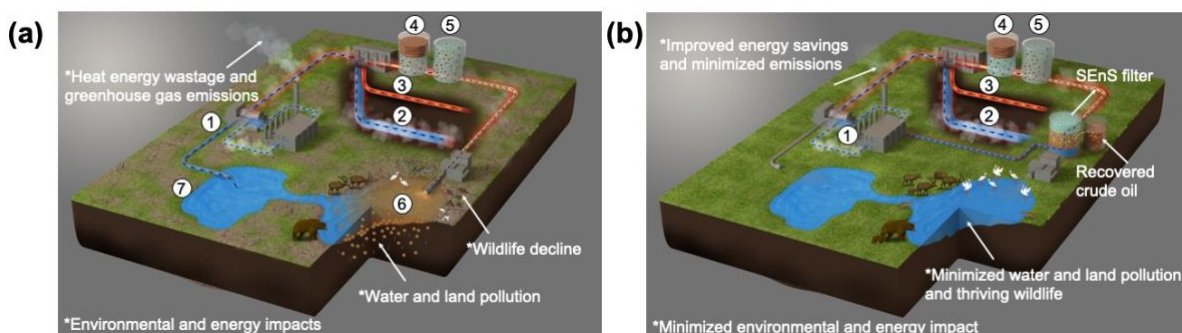 (a)
4
5
*Heat energy wastage and
greenhouse gas emissions
3
1
2
7
6
*Wildlife decline
*Water and land pollution
*Environmental and energy impacts
(b)
4
5
*Improved energy savings
and minimized emissions
SEnS filter
3
2
1
Recovered
crude oil
*Minimized water and land pollution
and thriving wildlife
*Minimized environmental and energy impact